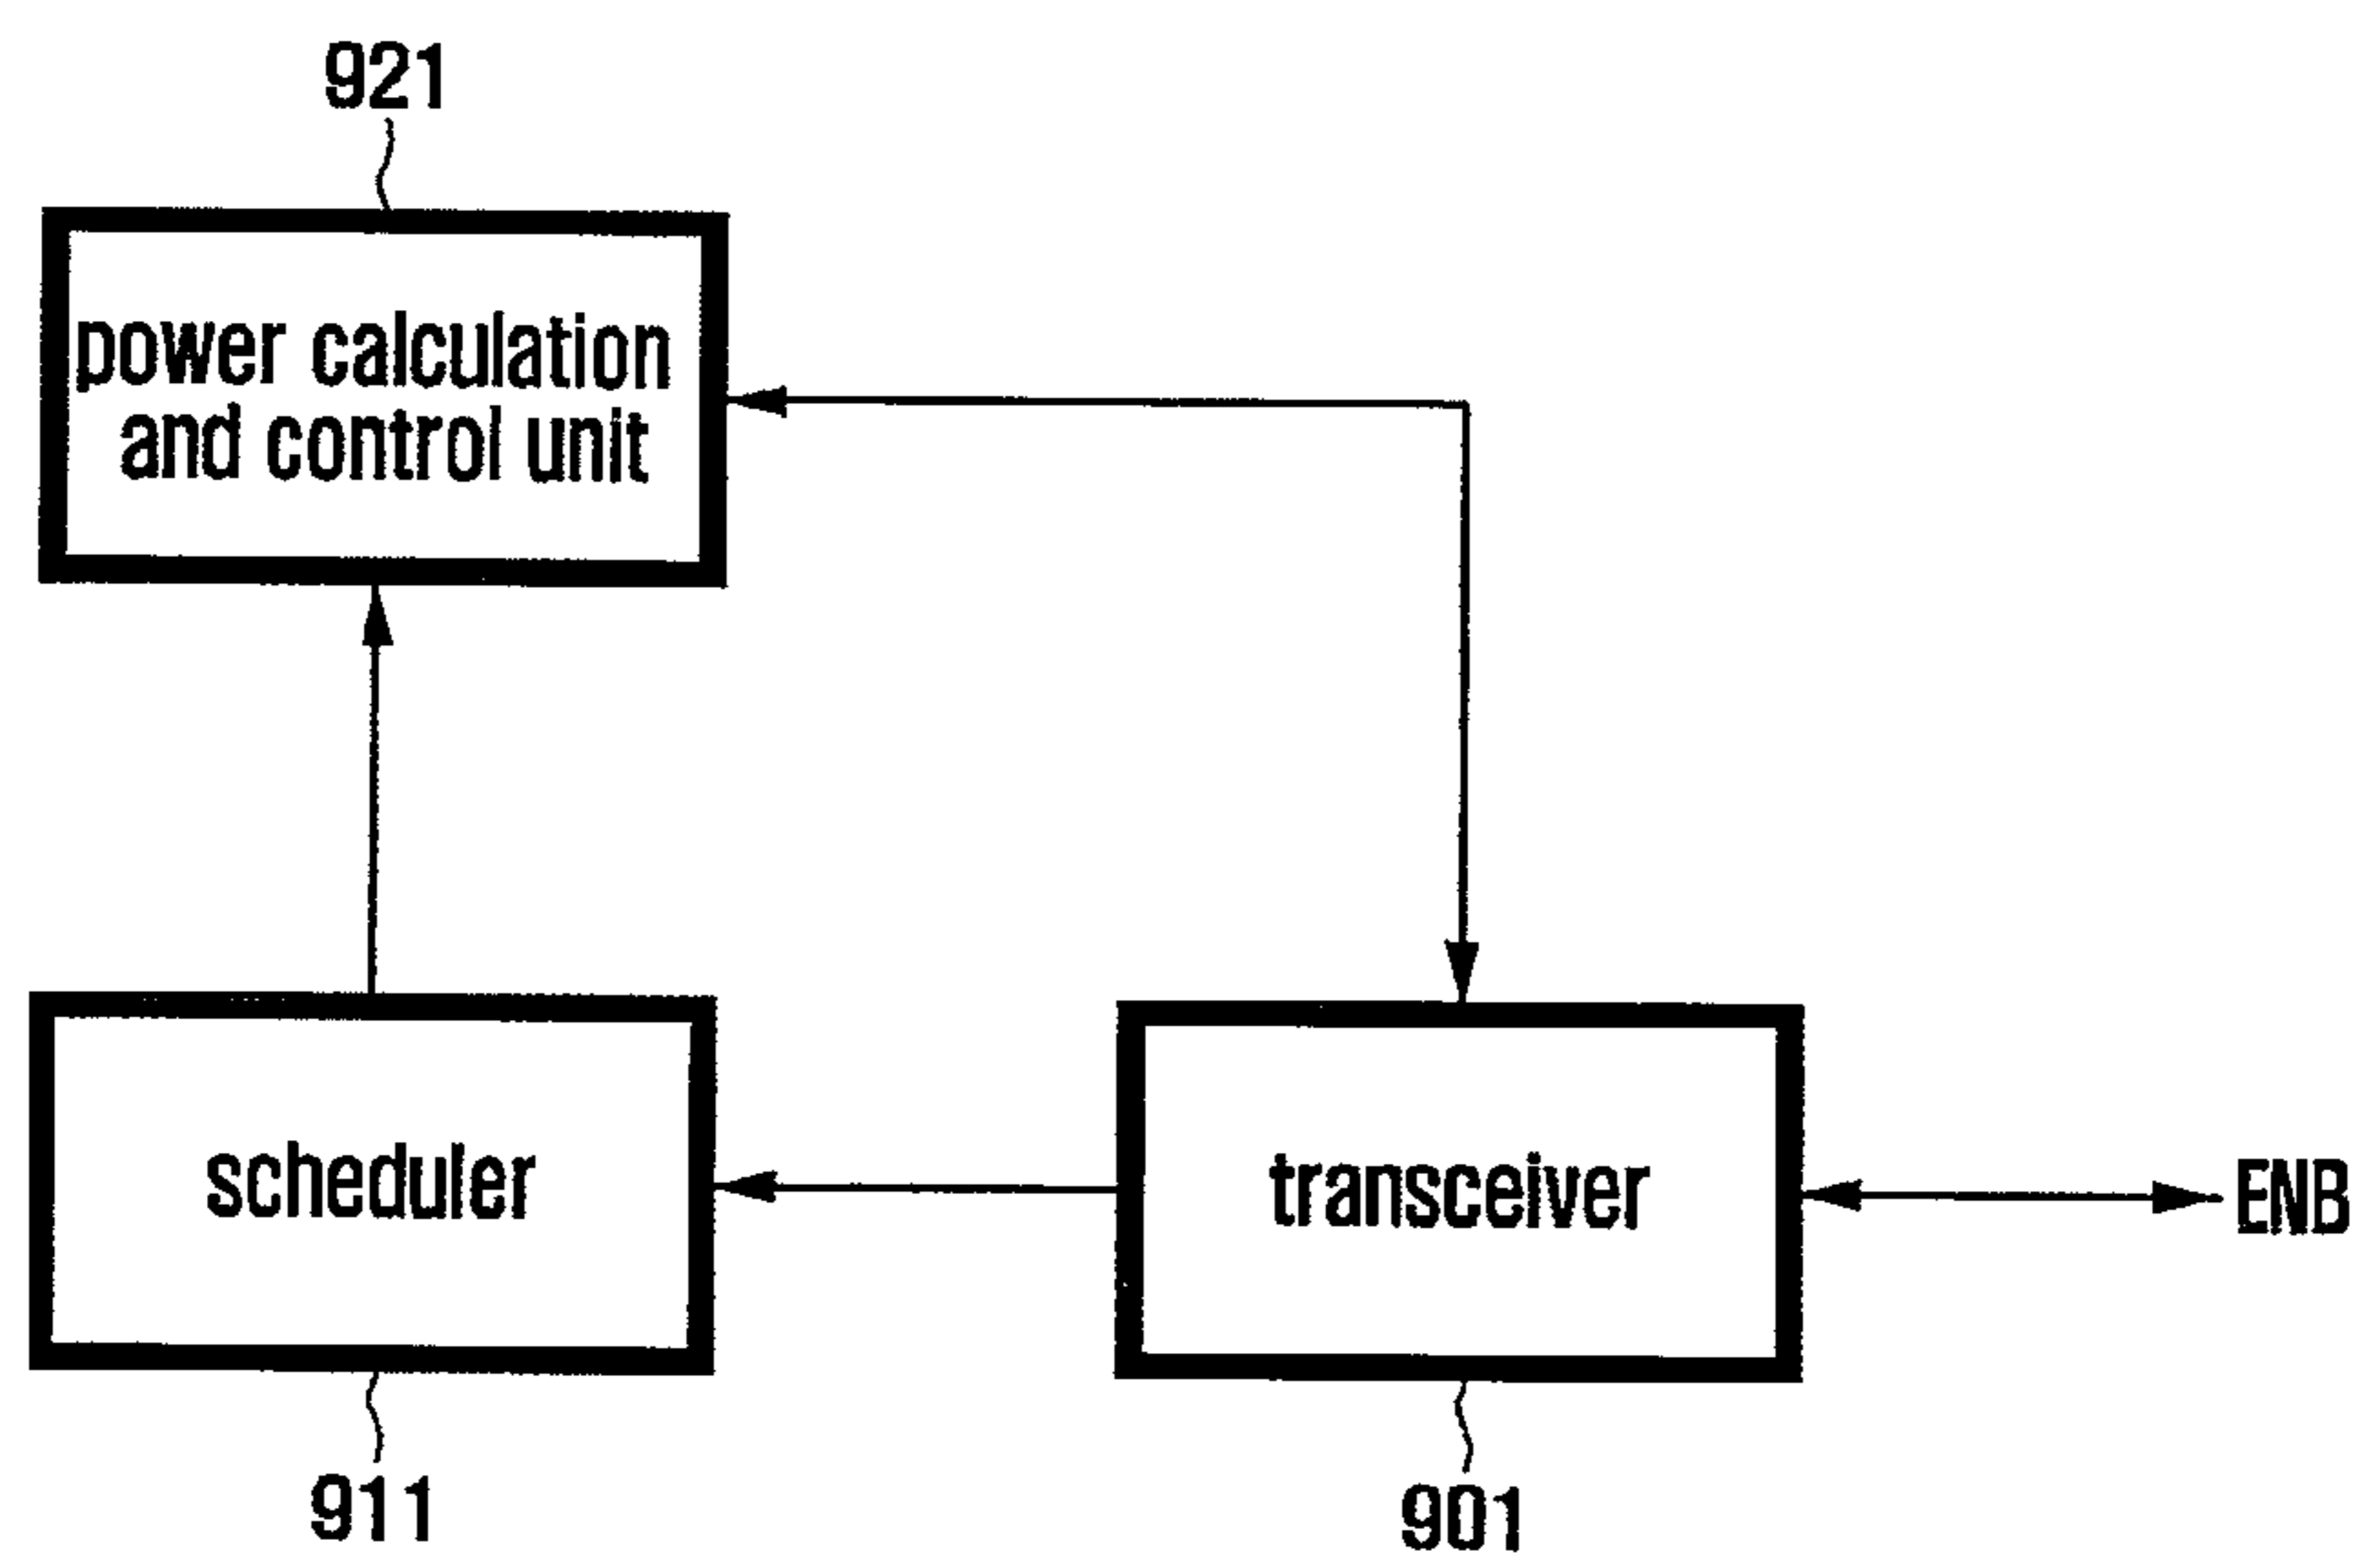 921
power calculation
and control unit
scheduler
transceiver
ENB
911
901